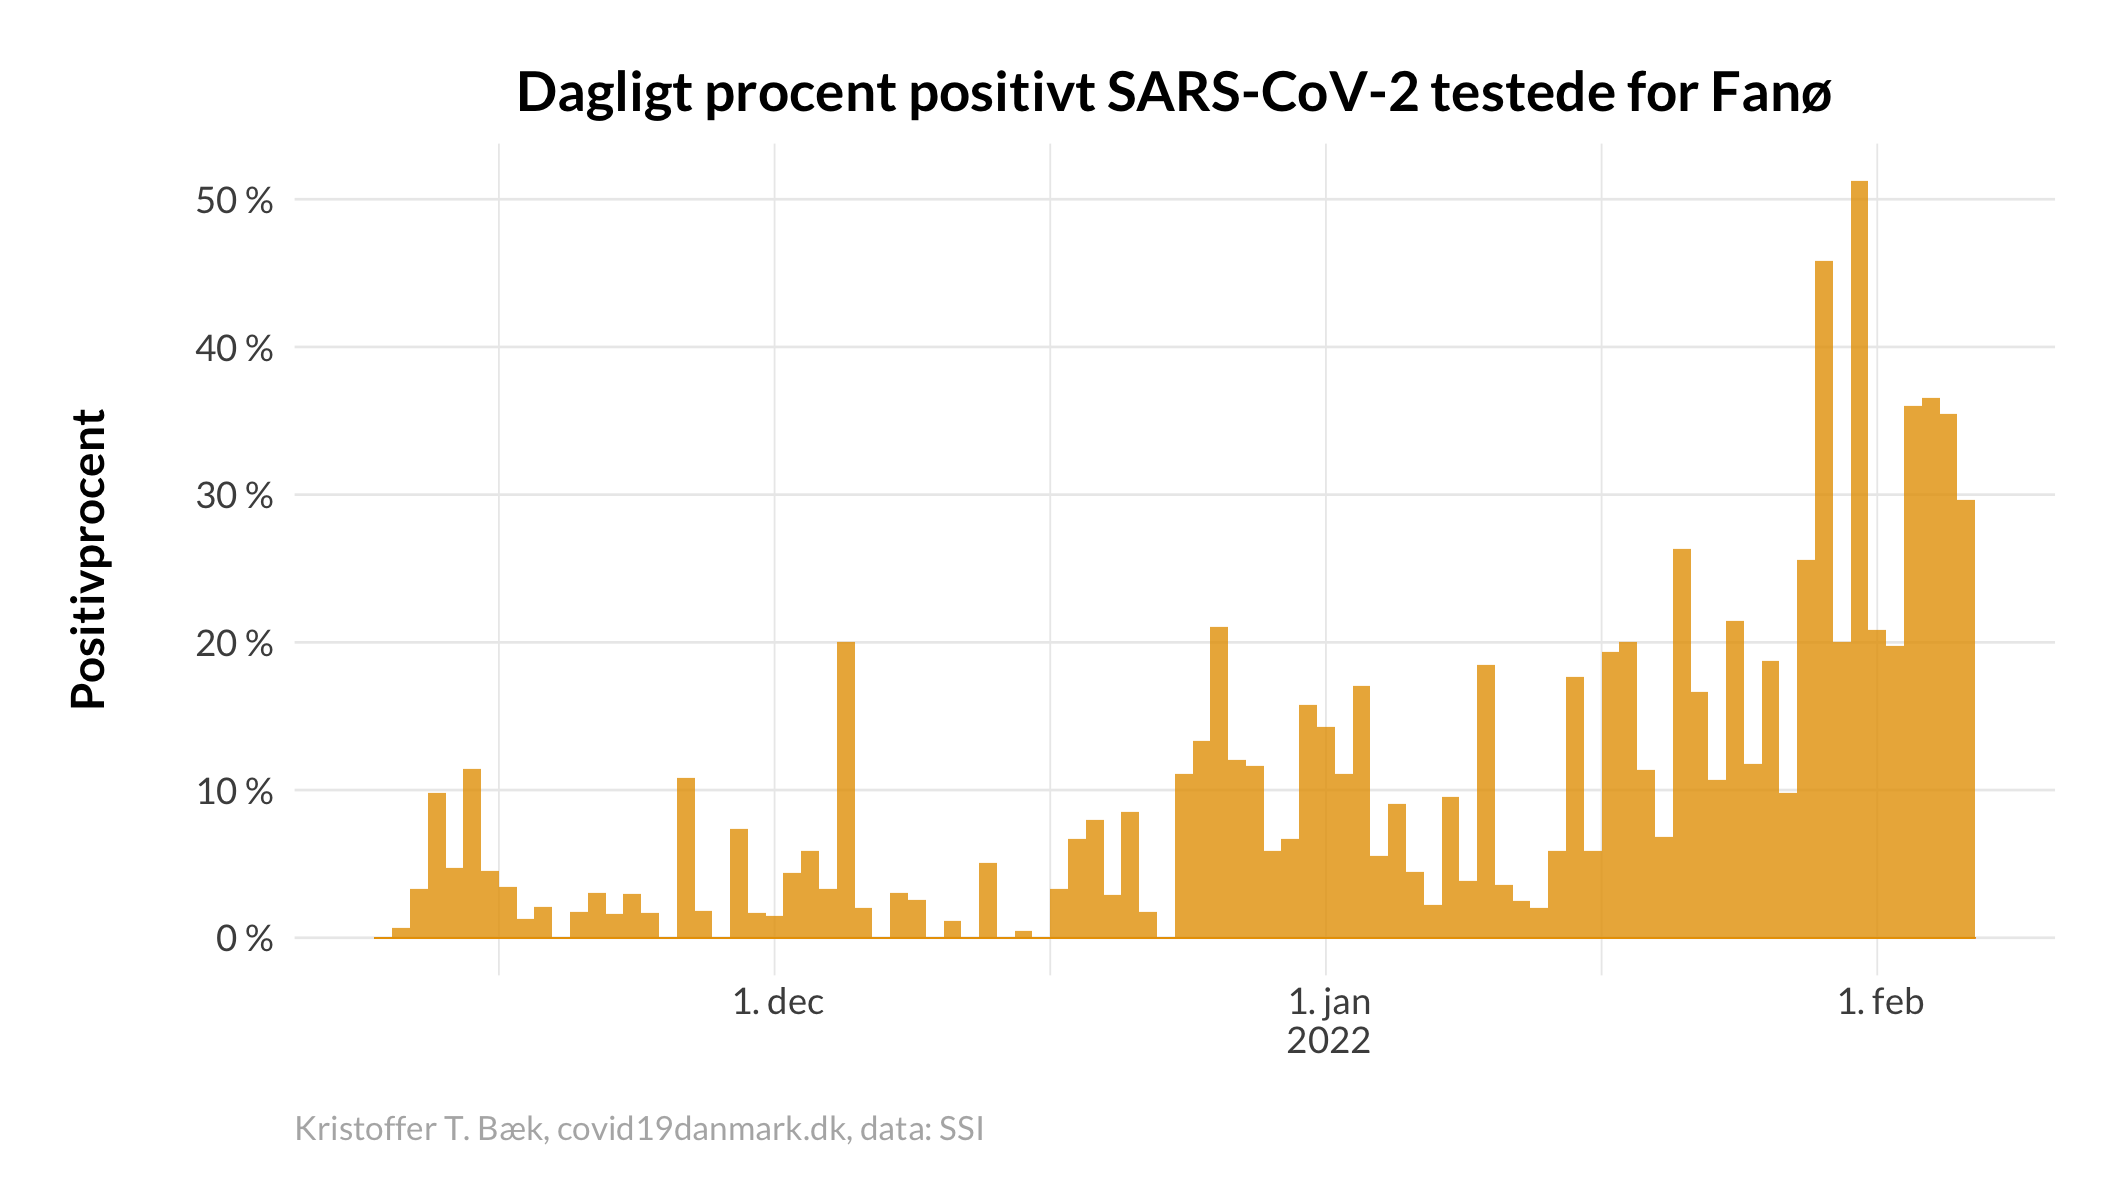 Dagligt procent positivt SARS-CoV-2 testede for Fanø
Positivprocent
50 %
40 %
30 %
20 %
10 %
0 %
1. dec
1. jan
2022
1. feb
Kristoffer T. Bæk, covid19danmark.dk, data: SSI